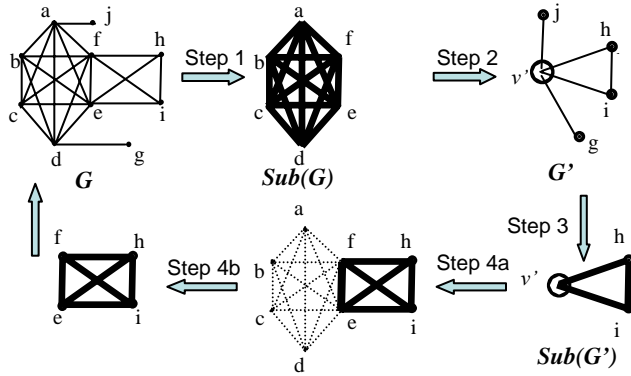 a
j
f
h
b
c
e
i
d
g
G
Step 1
a
b
f
c
e
d
Sub(G)
Step 2
j
h
v'
i
g
G'
Step 3
h
v'
i
Sub(G')
Step 4a
a
f
h
b
c
e
i
d
Step 4b
f
h
e
i